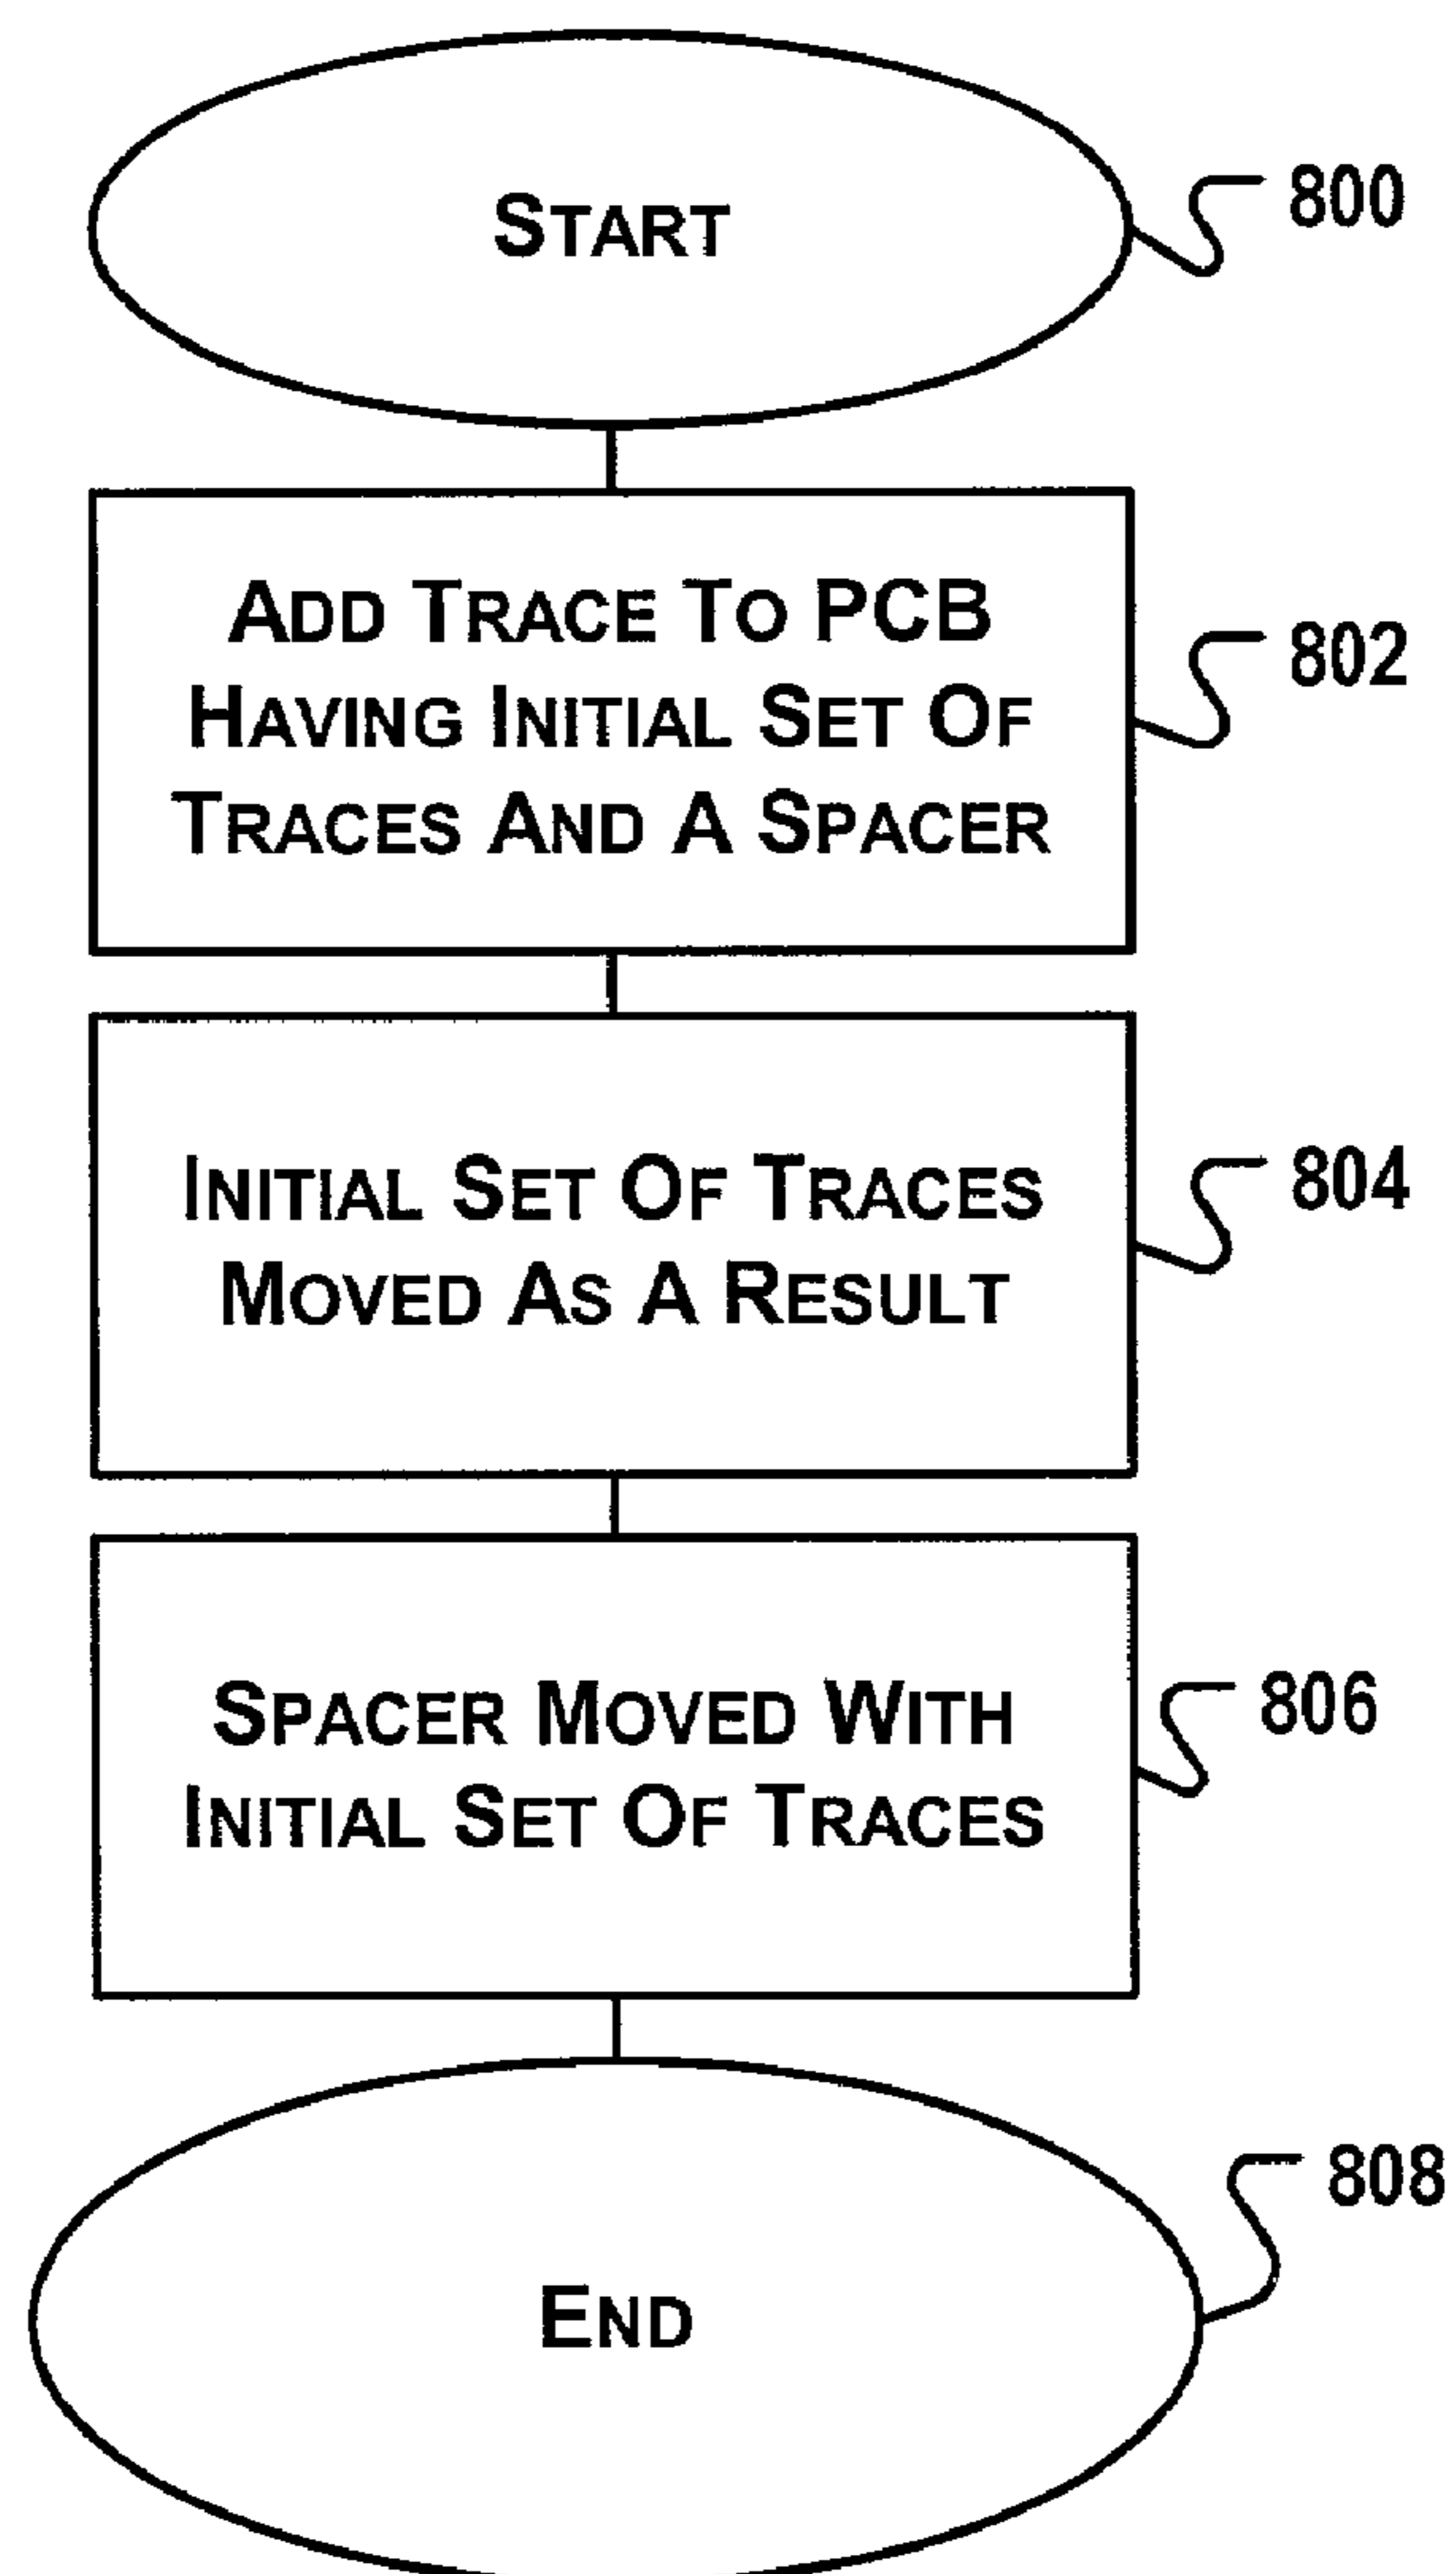 START
800
ADD TRACE TO PCB
HAVING INITIAL SET OF
TRACES AND A SPACER
802
INITIAL SET OF TRACES
MOVED AS A RESULT
804
SPACER MOVED WITH
INITIAL SET OF TRACES
806
END
808